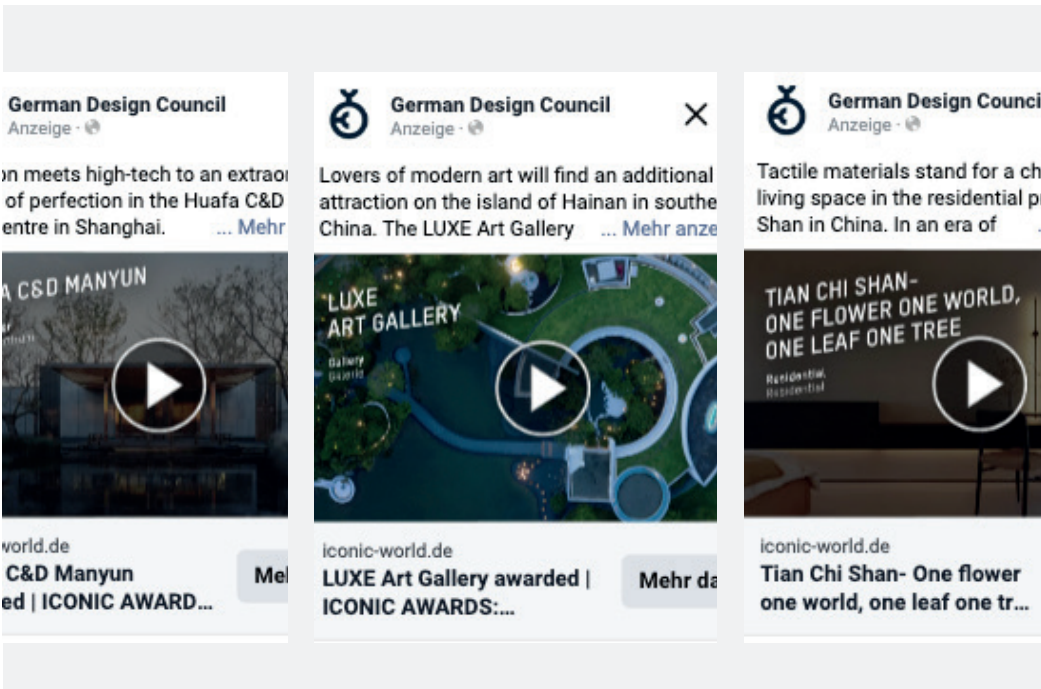 German Design Council
Anzeige ·
on meets high-tech to an extraor
of perfection in the Huafa C&D
entre in Shanghai. ... Mehr
A C&D MANYUN
world.de
C&D Manyun
ed | ICONIC AWARD...
Mel
German Design Council
Anzeige ·
Lovers of modern art will find an additional
attraction on the island of Hainan in southe
China. The LUXE Art Gallery ... Mehr anze
LUXE
ART GALLERY
Gallery
Galerie
iconic-world.de
LUXE Art Gallery awarded |
ICONIC AWARDS:...
Mehr da
German Design Counci
Anzeige ·
Tactile materials stand for a ch
living space in the residential p
Shan in China. In an era of
TIAN CHI SHAN-
ONE FLOWER ONE WORLD,
ONE LEAF ONE TREE
Residential
Residential
iconic-world.de
Tian Chi Shan- One flower
one world, one leaf one tr...